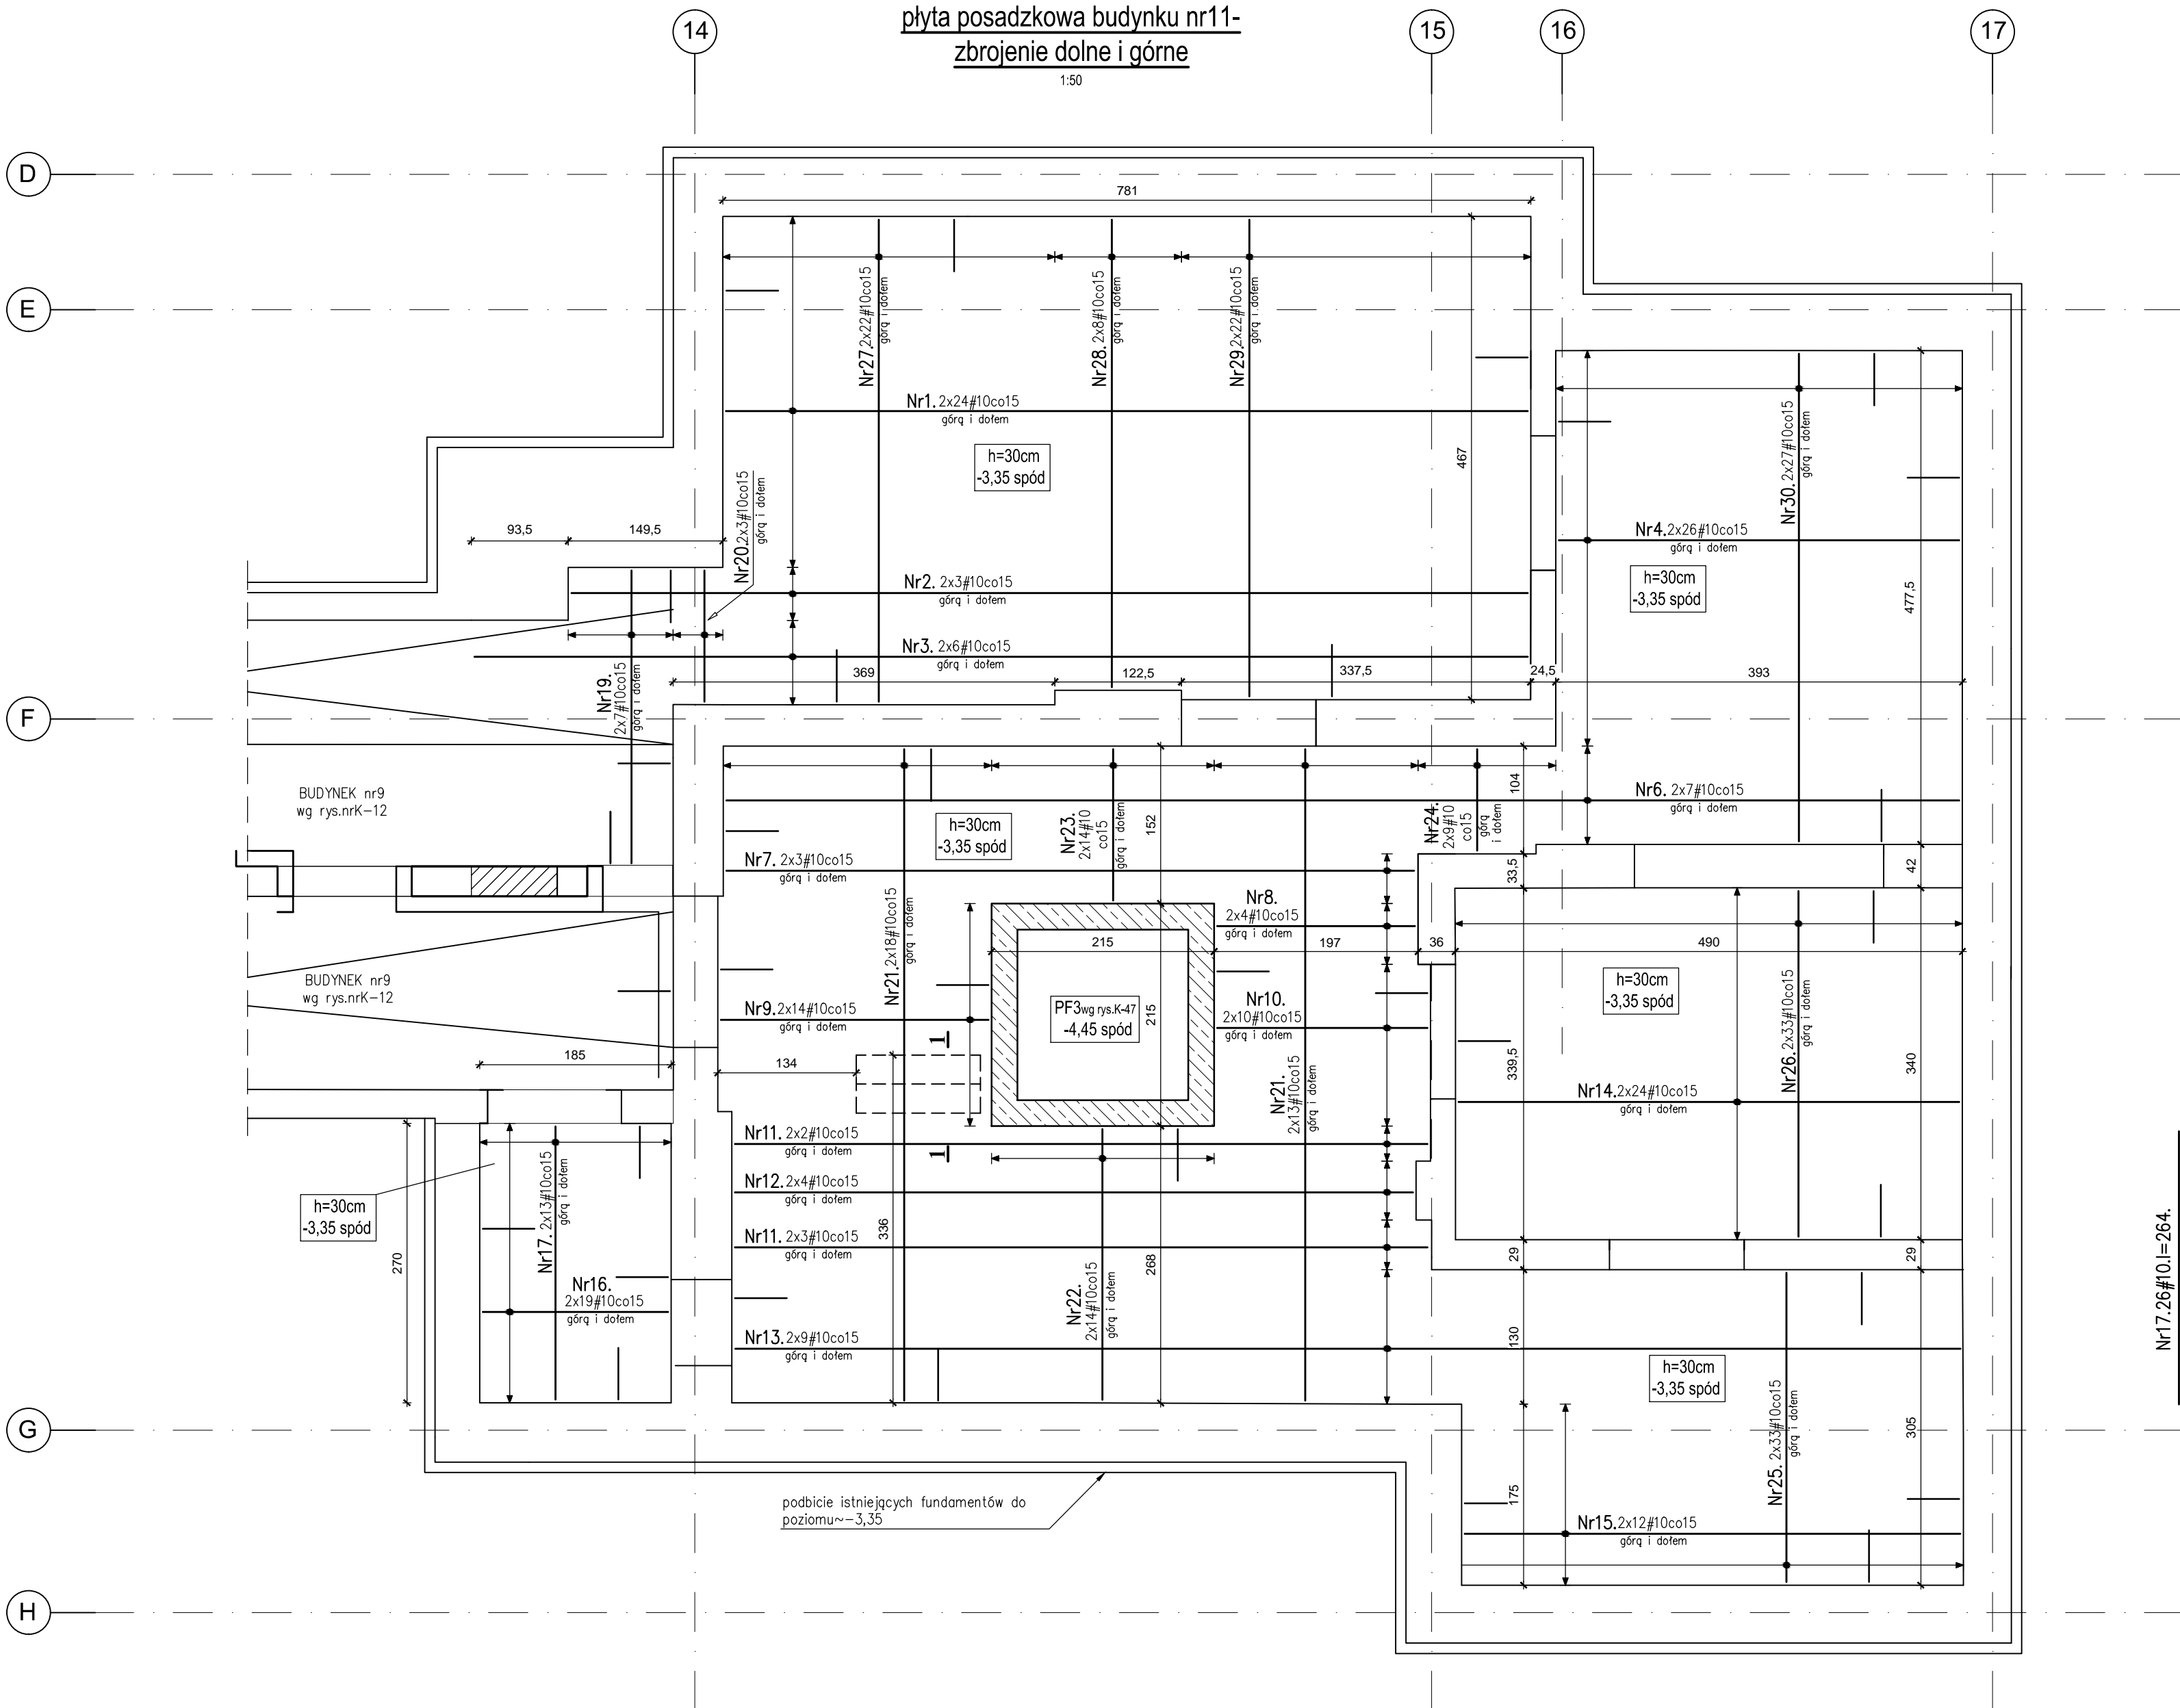 płyta posadzkowa budynku nr11-
zbrojenie dolne i górne
1:50
14
15
16
17
D
E
F
G
H
781
Nr27.2x22#10co15
górą i dołem
Nr28.2x8#10co15
górą i dołem
Nr29.2x22#10co15
górą i dołem
Nr1.2x24#10co15
górą i dołem
467
h=30cm
-3,35 spód
Nr30.2x27#10co15
górą i dołem
93,5
149,5
Nr20.2x3#10co15
górą i dołem
Nr4.2x26#10co15
górą i dołem
h=30cm
-3,35 spód
477,5
Nr2. 2x3#10co15
górą i dołem
Nr3. 2x6#10co15
górą i dołem
Nr19.
2x7#10co15
górą i dołem
369
122,5
337,5
24,5
393
BUDYNEK nr9
wg rys.nrK-12
104
Nr6. 2x7#10co15
górą i dołem
h=30cm
-3,35 spód
Nr23.
2x14#10
co15
górą i dołem
152
Nr24.
2x9#10
co15
górą
i dołem
Nr7. 2x3#10co15
górą i dołem
33,5
42
Nr21.2x18#10co15
górą i dołem
Nr8.
2x4#10co15
górą i dołem
215
197
36
490
BUDYNEK nr9
wg rys.nrK-12
h=30cm
-3,35 spód
Nr9.2x14#10co15
górą i dołem
PF3wg rys.K-47
-4,45 spód
215
Nr10.
2x10#10co15
górą i dołem
Nr26.2x33#10co15
górą i dołem
1
185
134
339,5
340
Nr21.
2x13#10co15
górą i dołem
Nr14.2x24#10co15
górą i dołem
Nr11. 2x2#10co15
górą i dołem
1
Nr12.2x4#10co15
górą i dołem
h=30cm
-3,35 spód
270
Nr17. 2x13#10co15
górą i dołem
336
Nr11. 2x3#10co15
górą i dołem
268
29
29
Nr17.26#10.l=264.
Nr16.
2x19#10co15
górą i dołem
Nr22.
2x14#10co15
górą i dołem
Nr13.2x9#10co15
górą i dołem
130
h=30cm
-3,35 spód
Nr25. 2x33#10co15
górą i dołem
305
175
podbicie istniejących fundamentów do
poziomu~-3,35
Nr15.2x12#10co15
górą i dołem